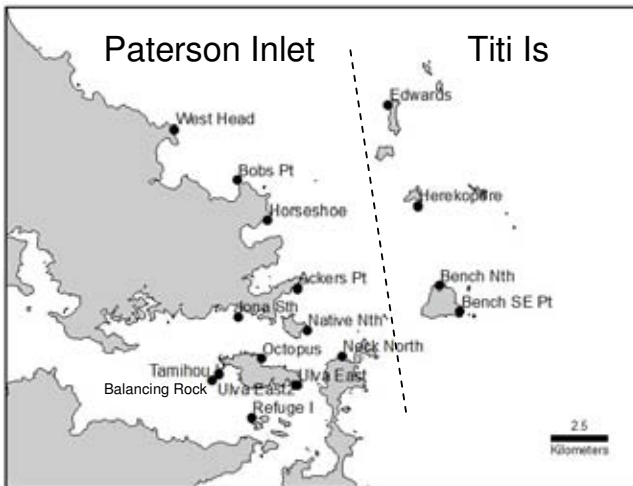 Paterson Inlet
Titi Is
Edwards
West Head
Bobs Pt
Herekopare
Horseshoe
Bench Nth
Ackers Pt
Bench SE Pt
Iona Sth
Native Nth
Neck North
Octopus
Tamihou I
Ulva East
Balancing Rock
Ulva East2
Refuge I
2.5
Kilometers